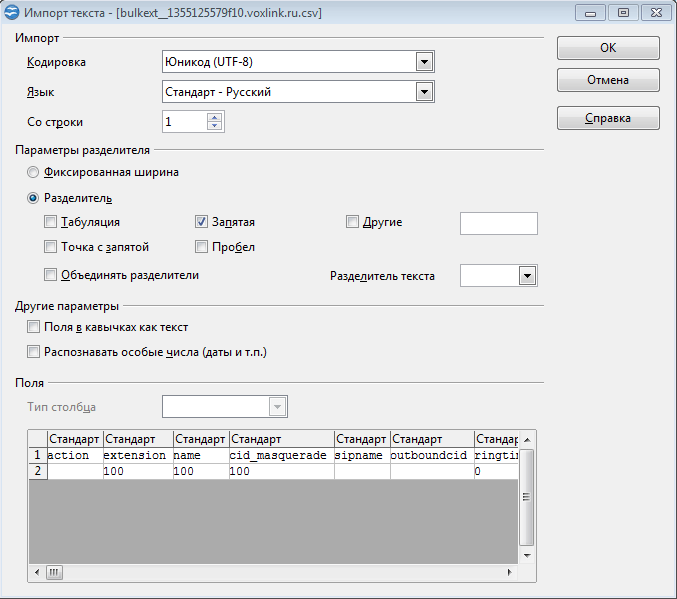 Импорт текста - [bulkext__1355125579f10.voxlink.ru.csv]
Импорт
OK
Кодировка Юникод (UTF-8)
Отмена
Язык Стандарт - Русский
Со строки 1
Справка
Параметры разделителя
Фиксированная ширина
Разделитель
Табуляция Запятая Другие
Точка с запятой Пробел
Объединять разделители Разделитель текста
Другие параметры
Поля в кавычках как текст
Распознавать особые числа (даты и т.п.)
Поля
Тип столбца
Стандарт Стандарт Стандарт Стандарт Стандарт Стандарт Стандар
1 action extension name cid_masquerade sipname outboundcid ringti
2 100 100 100 0